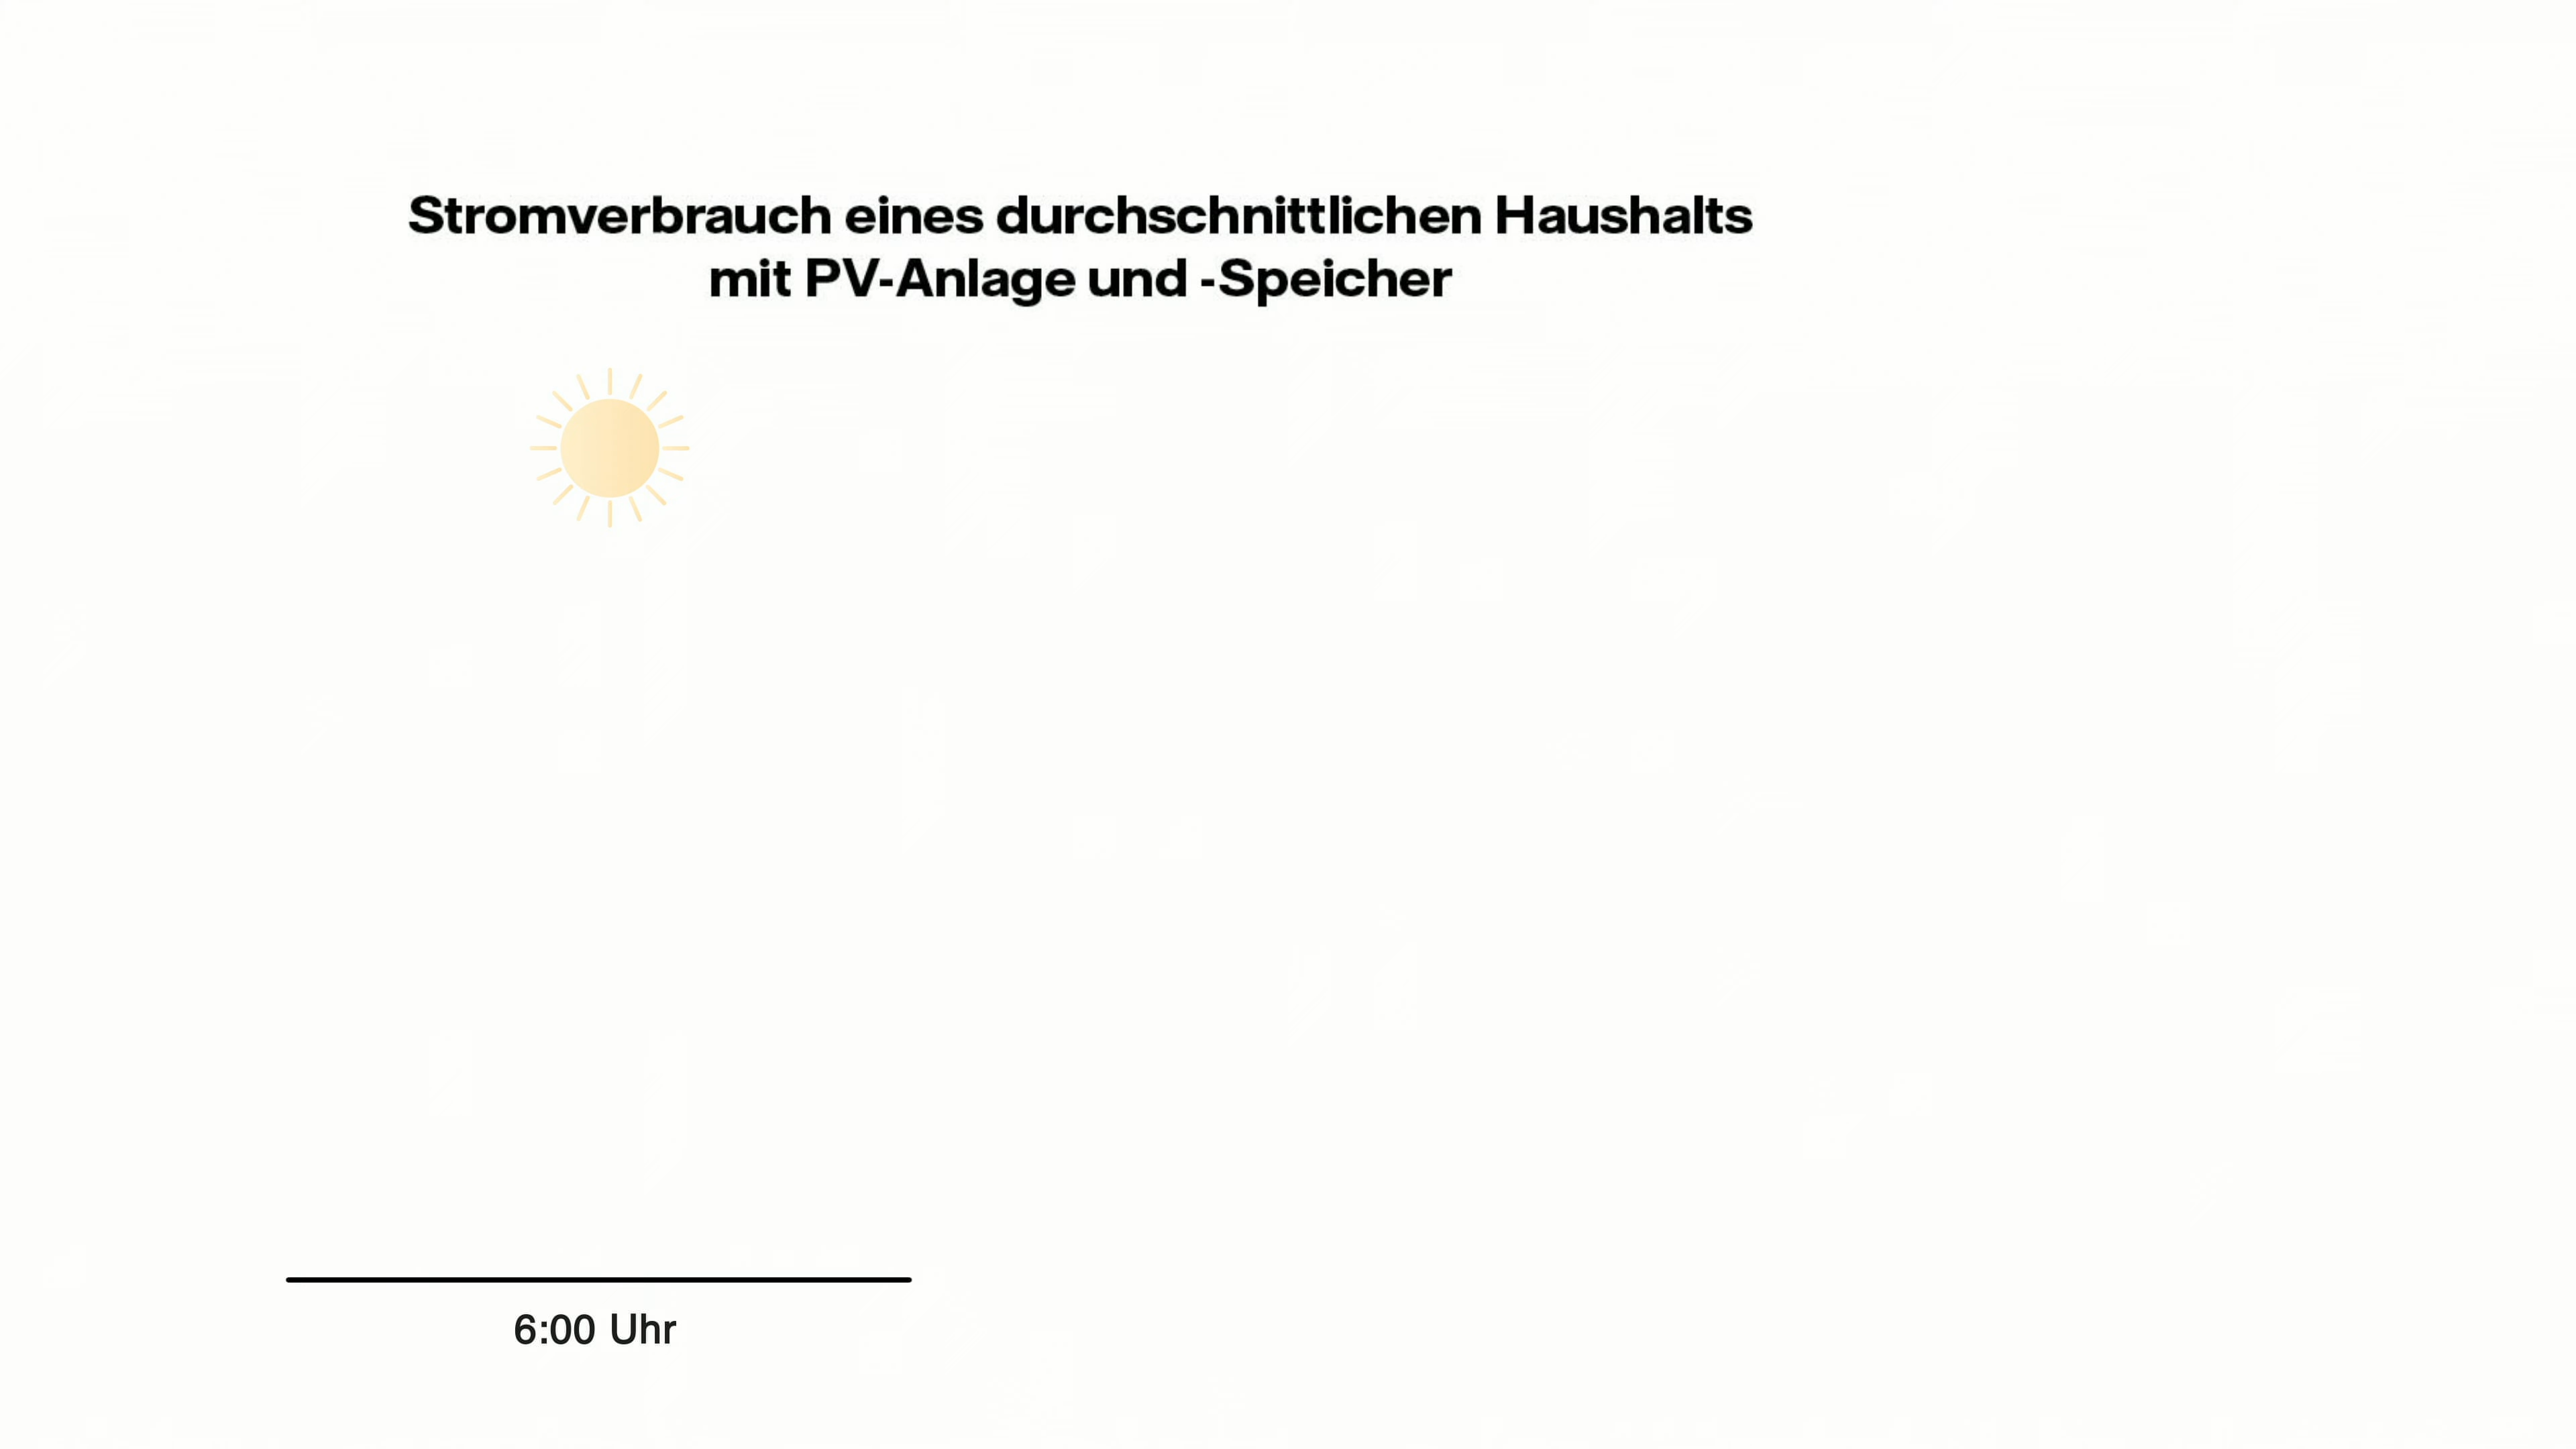 Stromverbrauch eines durchschnittlichen Haushalts
mit PV-Anlage und -Speicher
6:00 Uhr